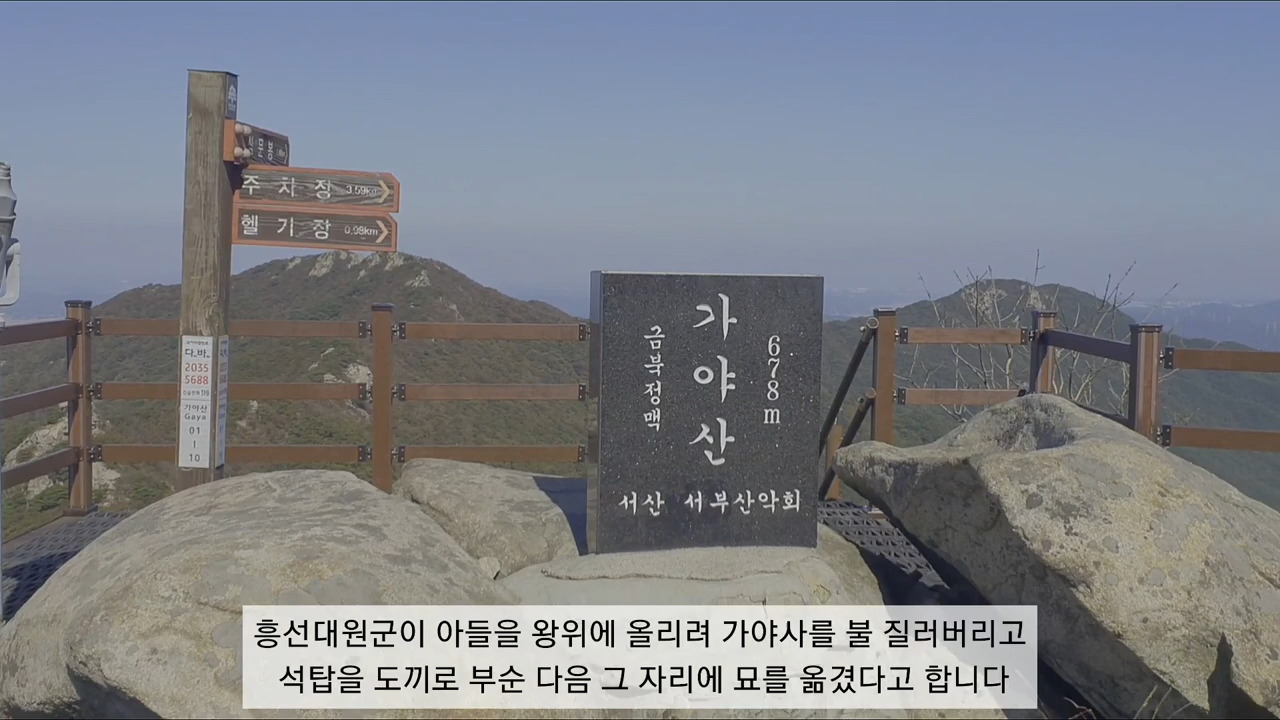 주차장 3.59km
헬기장 0.98km
다바
2035
5688
가야산
Gaya
01
10
가야산
금북정맥
678m
서산 서부산악회
흥선대원군이 아들을 왕위에 올리려 가야사를 불 질러버리고
석탑을 도끼로 부순 다음 그 자리에 묘를 옮겼다고 합니다